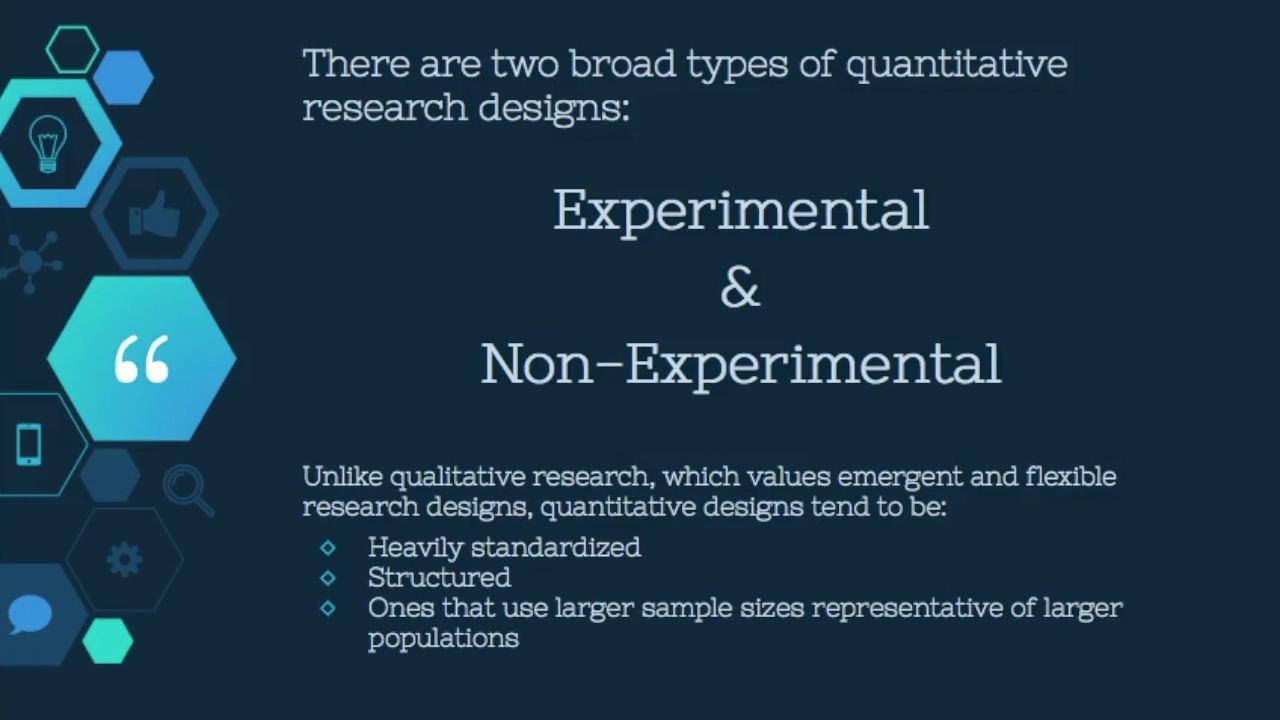 There are two broad types of quantitative
research designs:
Experimental
&
Non-Experimental
Unlike qualitative research, which values emergent and flexible
research designs, quantitative designs tend to be:
Heavily standardized
Structured
Ones that use larger sample sizes representative of larger
populations